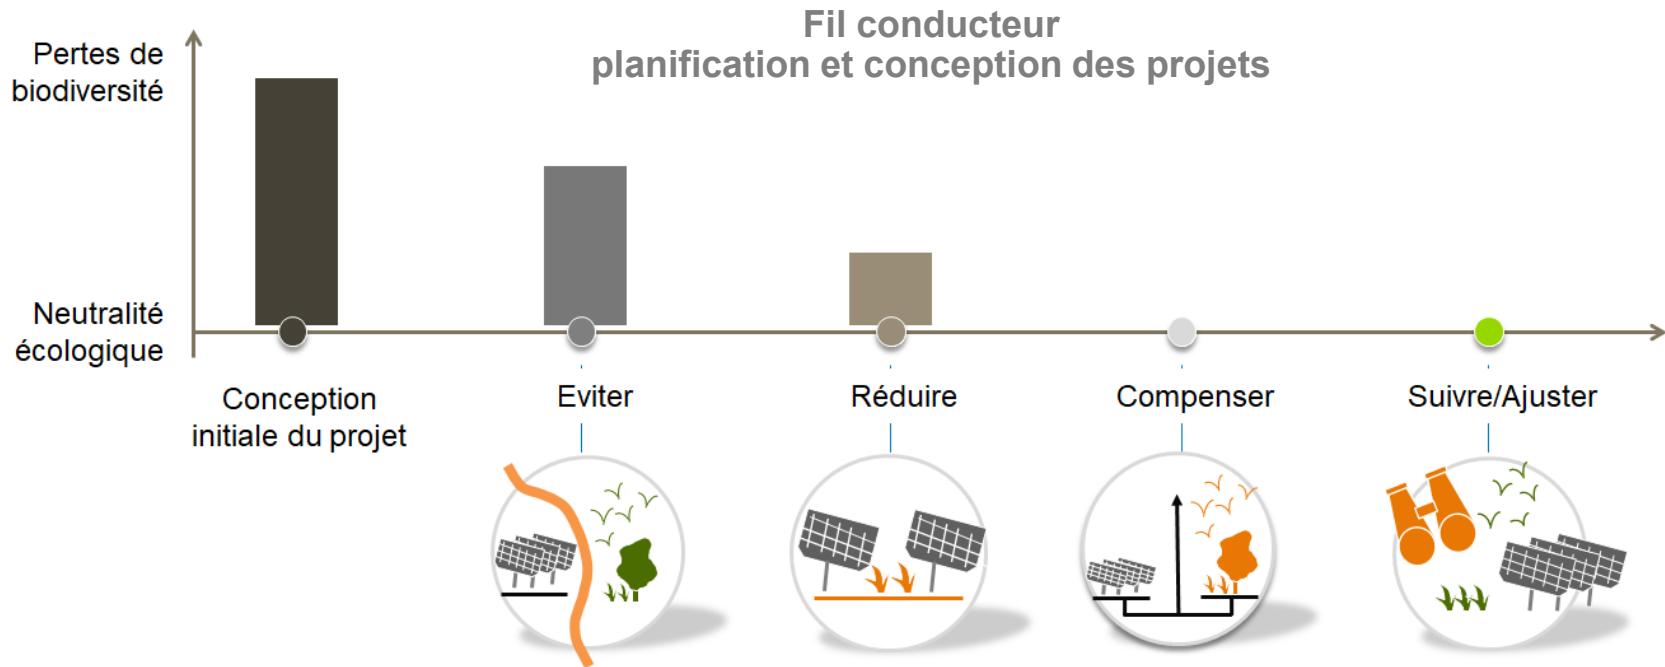 Fil conducteur
planification et conception des projets
Pertes de
biodiversité
Neutralité
écologique
Conception
initiale du projet
Eviter
Réduire
Compenser
Suivre/Ajuster